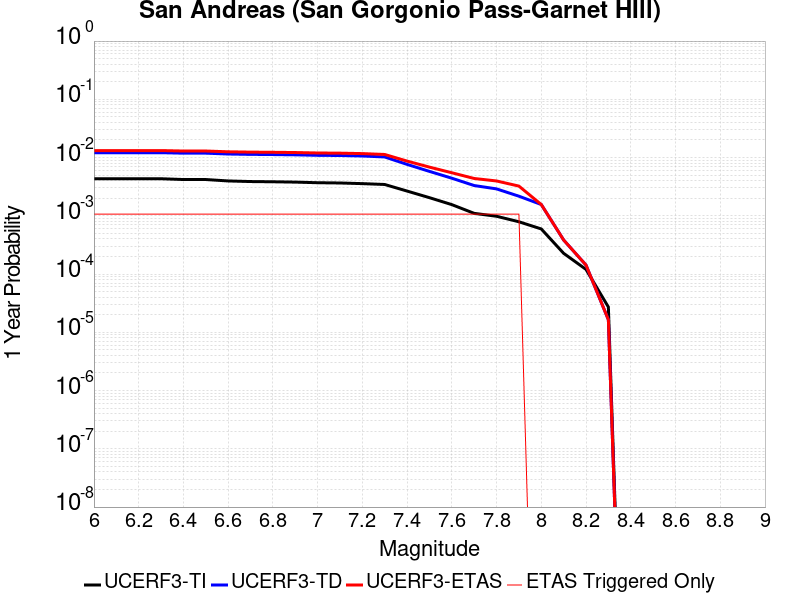 San Andreas (San Gorgonio Pass-Garnet HIll)
10^0
10^-1
10^-2
10^-3
10^-4
10^-5
10^-6
10^-7
10^-8
1 Year Probability
6 6.2 6.4 6.6 6.8 7 7.2 7.4 7.6 7.8 8 8.2 8.4 8.6 8.8 9
Magnitude
UCERF3-TI UCERF3-TD UCERF3-ETAS ETAS Triggered Only